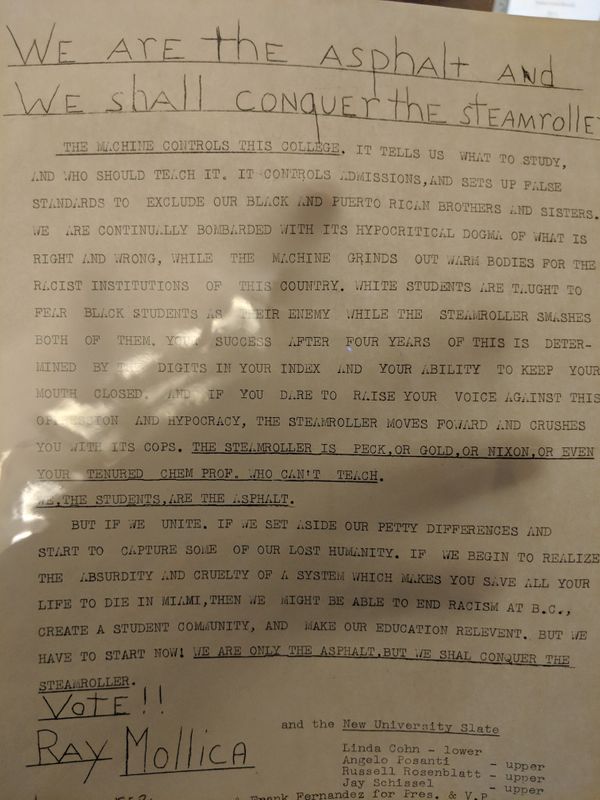 WE ARE the ASPHALT AND
WE shALL CONQUER the STEAMROLLE
THE MACHINE CONTROLS THIS COLLEGE. IT TELLS US WHAT TO STUDY,
AND WHO SHOULD TEACH IT. IT CONTROLS ADMISSIONS,AND SETS UP FALSE
STANDARDS TO EXCLUDE OUR BLACK AND PUERTO RICAN BROTHERS AND SISTERS.
WE ARE CONTINUALLY BOMBARDED WITH ITS HYPOCRITICAL DOGMA OF WHAT IS
RIGHT AND WRONG, WHILE THE MACHINE GRINDS OUT WARM BODIES FOR THE
RACIST INSTITUTIONS OF THIS COUNTRY. WHITE STUDENTS ARE TAUGHT TO
FEAR BLACK STUDENTS AS THEIR ENEMY WHILE THE STEAMROLLER SMASHES
BOTH OF THEM. YOUR SUCCESS AFTER FOUR YEARS OF THIS IS DETER-
MINED BY THE DIGITS IN YOUR INDEX AND YOUR ABILITY TO KEEP YOUR
MOUTH CLOSED. AND IF YOU DARE TO RAISE YOUR VOICE AGAINST THIS
OPPRESSION AND HYPOCRACY, THE STEAMROLLER MOVES FOWARD AND CRUSHES
YOU WITH ITS COPS. THE STEAMROLLER IS PECK,OR GOLD,OR NIXON,OR EVEN
YOUR TENURED CHEM PROF. WHO CAN'T TEACH.
WE,THE STUDENTS,ARE THE ASPHALT.
BUT IF WE UNITE. IF WE SET ASIDE OUR PETTY DIFFERENCES AND
START TO CAPTURE SOME OF OUR LOST HUMANITY. IF WE BEGIN TO REALIZE
THE ABSURDITY AND CRUELTY OF A SYSTEM WHICH MAKES YOU SAVE ALL YOUR
LIFE TO DIE IN MIAMI,THEN WE MIGHT BE ABLE TO END RACISM AT B.C.,
CREATE A STUDENT COMMUNITY, AND MAKE OUR EDUCATION RELEVENT. BUT WE
HAVE TO START NOW! WE ARE ONLY THE ASPHALT,BUT WE SHAL CONQUER THE
STEAMROLLER.
VOTE!!
RAY MOLLICA
and the New University Slate
Linda Cohn - lower
Angelo Posanti - upper
Russell Rosenblatt - upper
Jay Schissel - upper
Frank Fernandez for Pres. & V.P